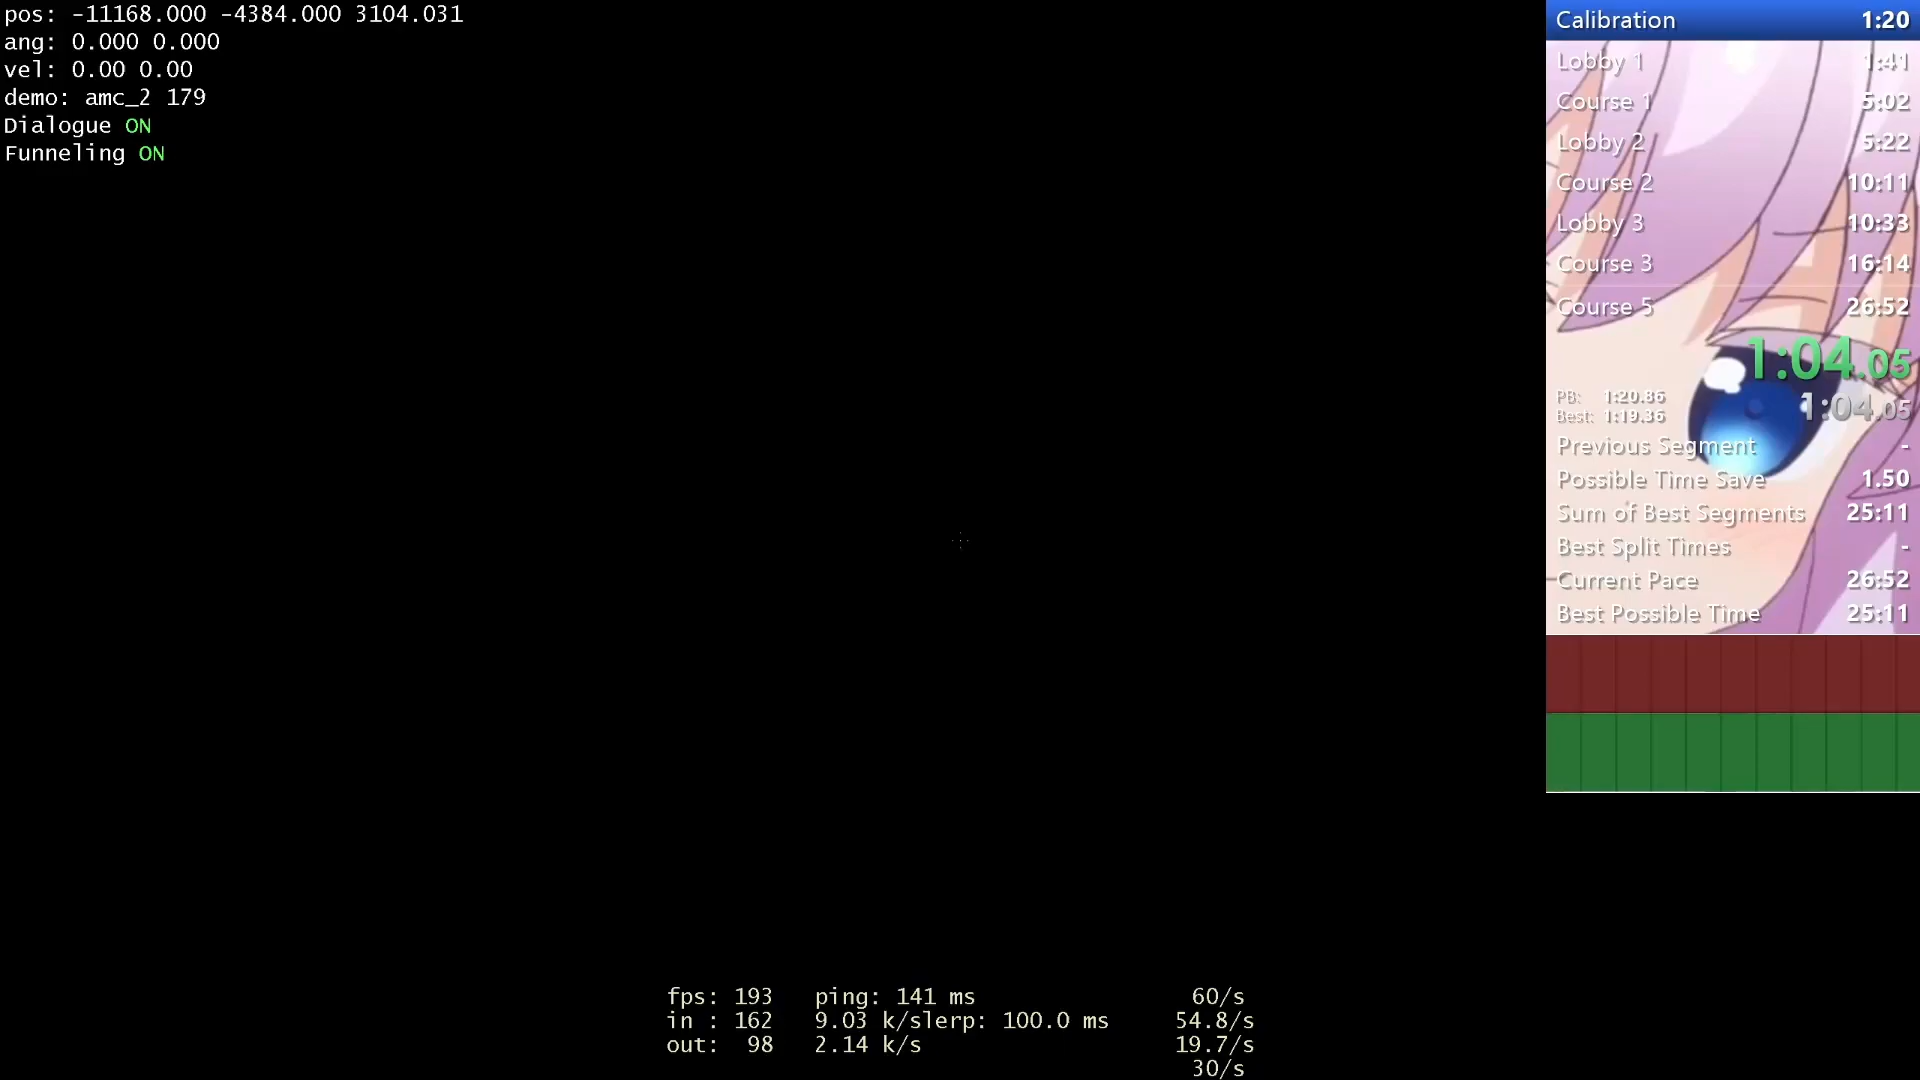 pos: -11168.000 -4384.000 3104.031
ang: 0.000 0.000
vel: 0.00 0.00
demo: amc_2 179
Dialogue ON
Funneling ON
Calibration 1:20
Lobby 1 1:41
Course 1 5:02
Lobby 2 5:22
Course 2 10:11
Lobby 3 10:33
Course 3 16:14
Course 5 26:52
1:04.05
PB: 1:20.86
Best: 1:19.36
1:04.05
Previous Segment -
Possible Time Save 1.50
Sum of Best Segments 25:11
Best Split Times -
Current Pace 26:52
Best Possible Time 25:11
fps: 193 ping: 141 ms 60/s
in : 162 9.03 k/slerp: 100.0 ms 54.8/s
out: 98 2.14 k/s 19.7/s
30/s